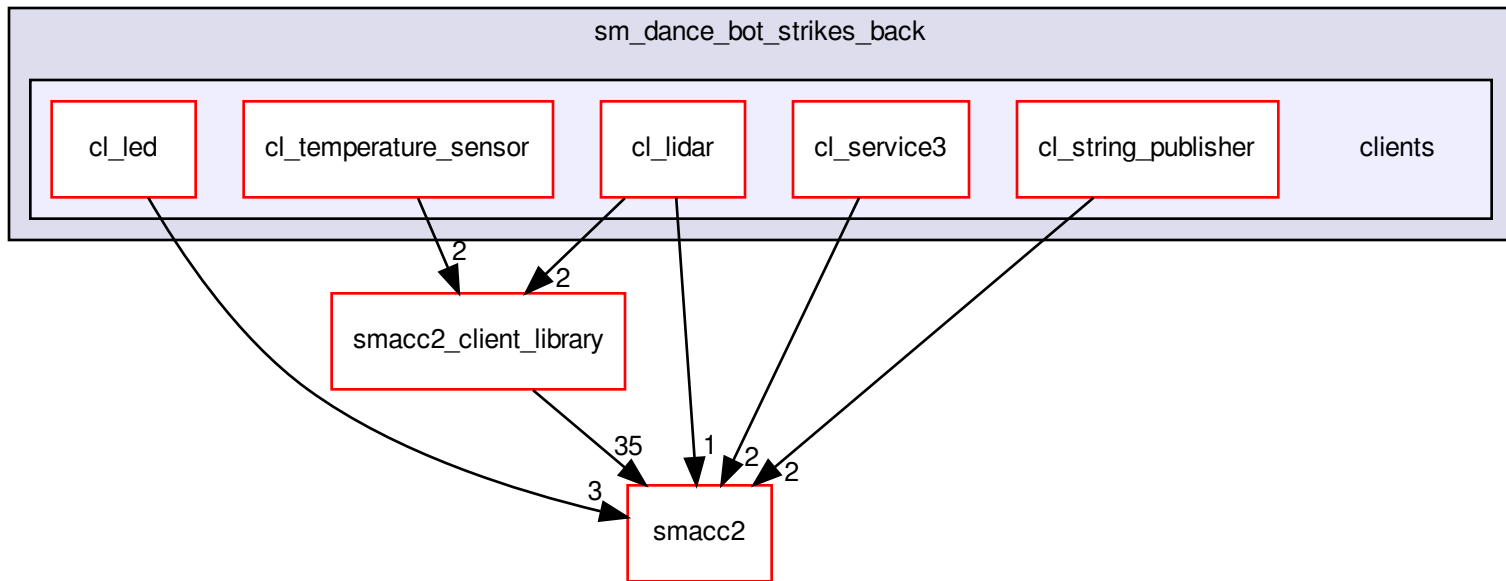 sm_dance_bot_strikes_back
cl_led
cl_temperature_sensor
cl_lidar
cl_service3
cl_string_publisher
clients
2
2
smacc2_client_library
35
1
2
2
3
smacc2